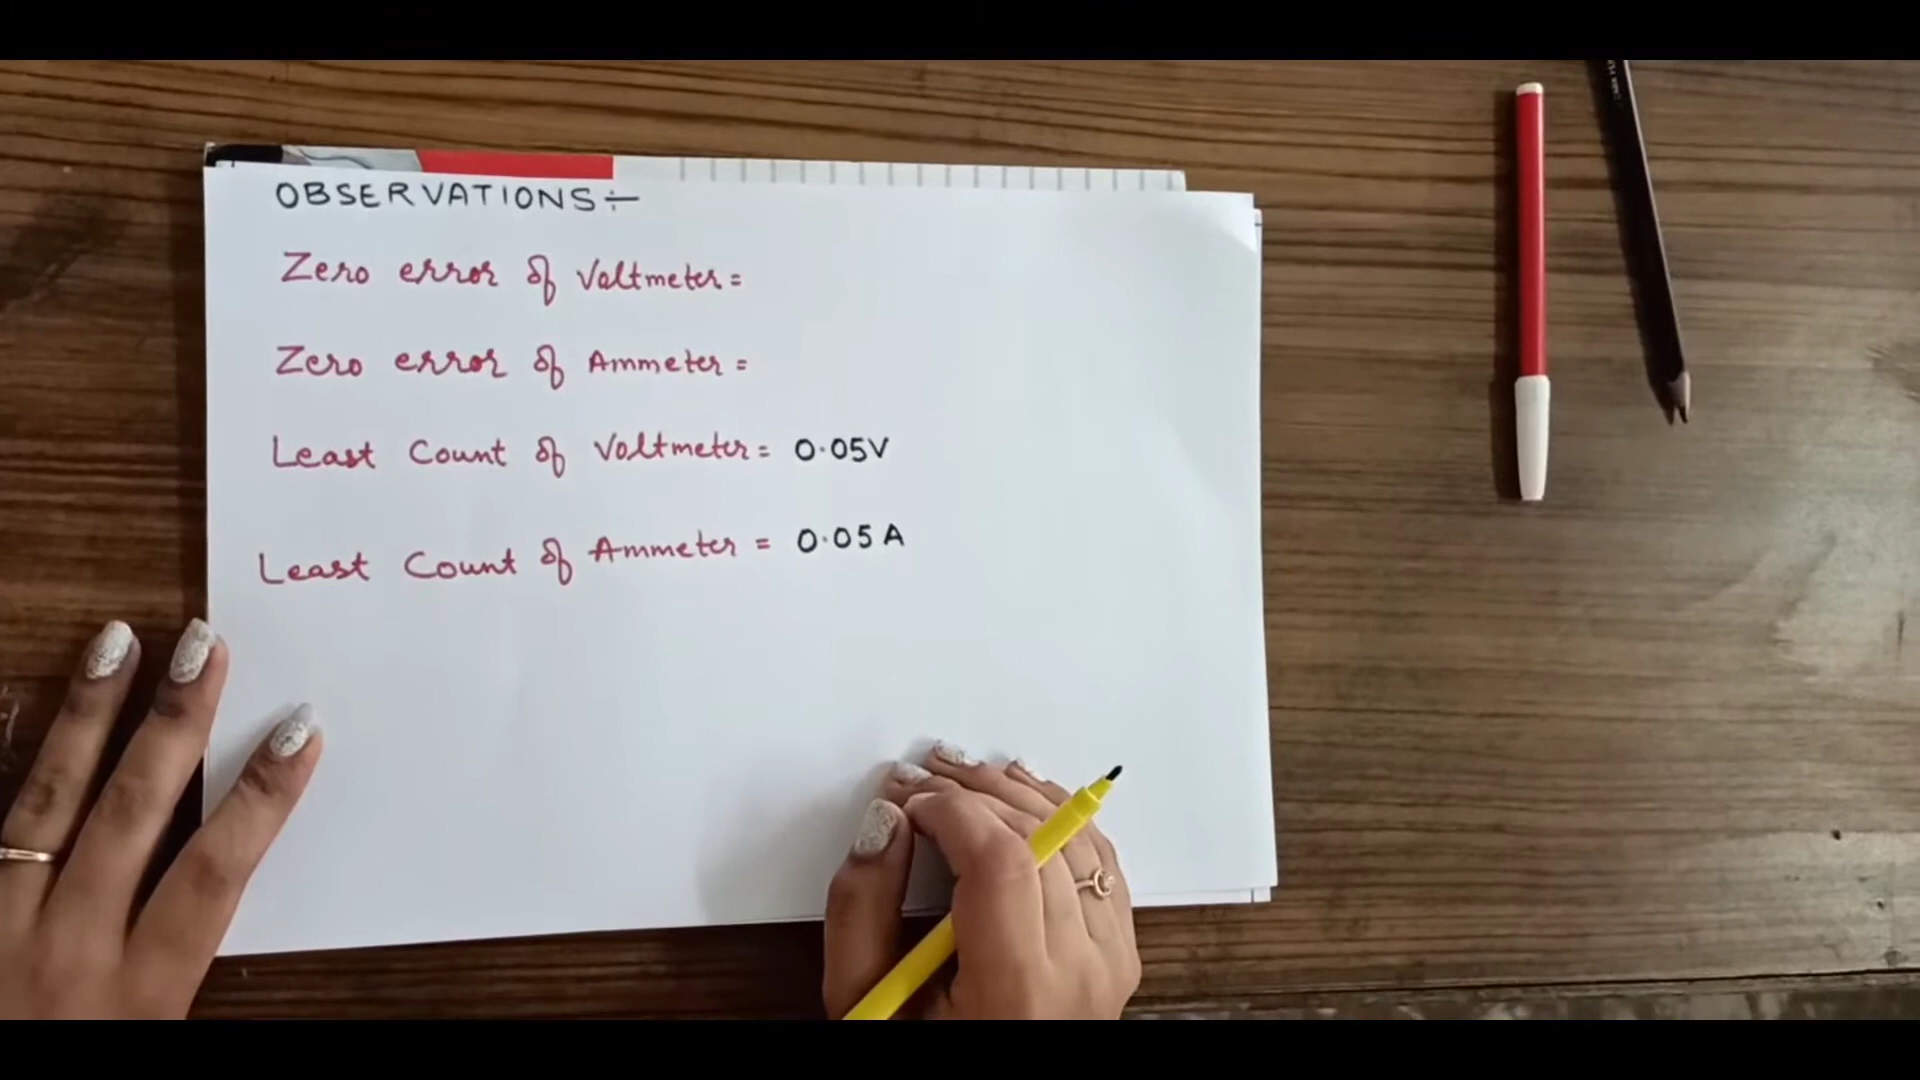 OBSERVATIONS:-
Zero error of Voltmeter =
Zero error of Ammeter =
Least Count of Voltmeter = 0.05V
Least Count of Ammeter = 0.05A